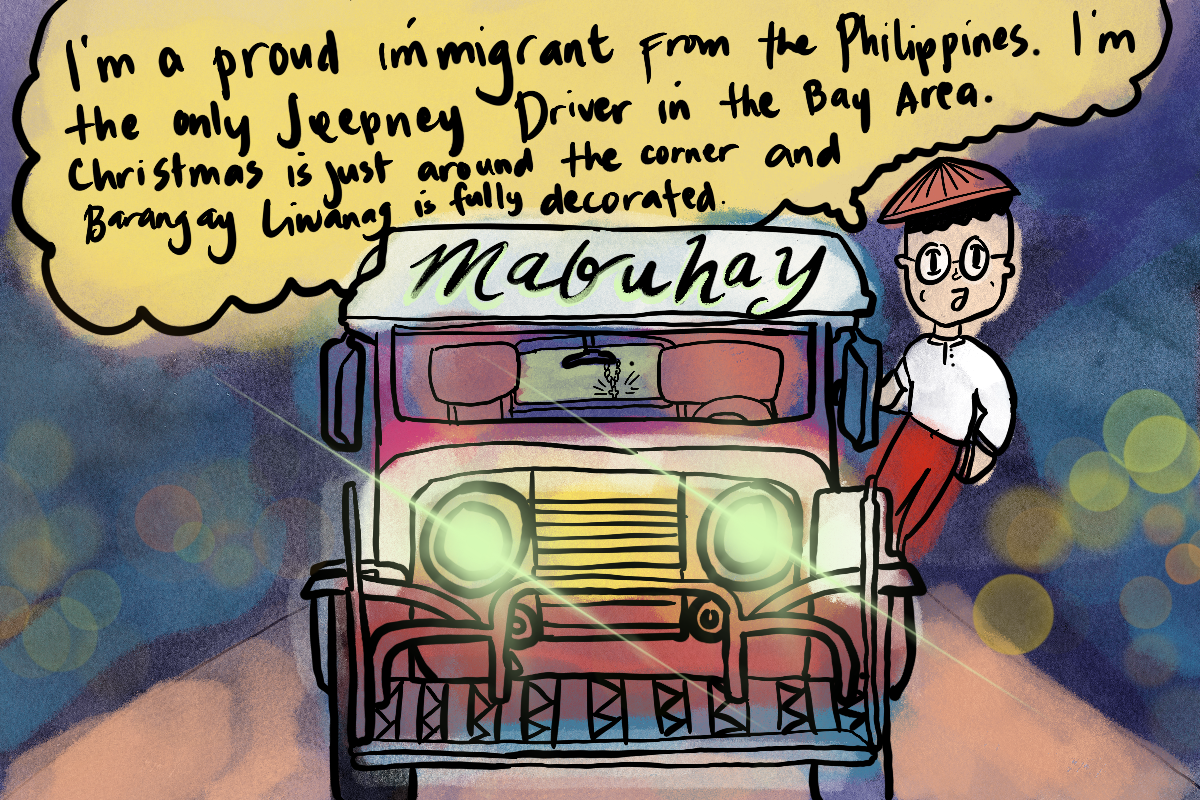 I'm a proud immigrant From the Philippines. I'm
the only Jeepney Driver in the Bay Area.
Christmas is just around the corner and
Barangay Liwanag is fully decorated.
Mabuhay